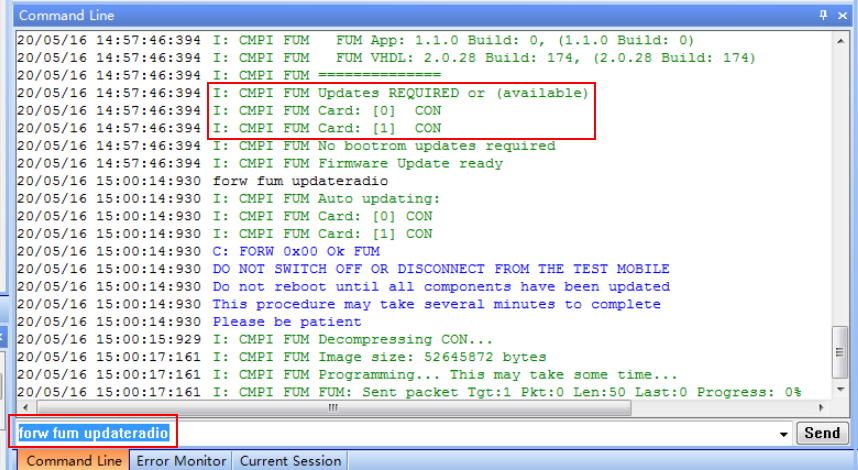 Command Line
20/05/16 14:57:46:394 I: CMPI FUM   FUM App: 1.1.0 Build: 0, (1.1.0 Build: 0)
20/05/16 14:57:46:394 I: CMPI FUM   FUM VHDL: 2.0.28 Build: 174, (2.0.28 Build: 174)
20/05/16 14:57:46:394 I: CMPI FUM ==============
20/05/16 14:57:46:394 I: CMPI FUM Updates REQUIRED or (available)
20/05/16 14:57:46:394 I: CMPI FUM Card: [0]  CON
20/05/16 14:57:46:394 I: CMPI FUM Card: [1]  CON
20/05/16 14:57:46:394 I: CMPI FUM No bootrom updates required
20/05/16 14:57:46:394 I: CMPI FUM Firmware Update ready
20/05/16 15:00:14:930 forw fum updateradio
20/05/16 15:00:14:930 I: CMPI FUM Auto updating:
20/05/16 15:00:14:930 I: CMPI FUM Card: [0] CON
20/05/16 15:00:14:930 I: CMPI FUM Card: [1] CON
20/05/16 15:00:14:930 C: FORW 0x00 Ok FUM
20/05/16 15:00:14:930 DO NOT SWITCH OFF OR DISCONNECT FROM THE TEST MOBILE
20/05/16 15:00:14:930 Do not reboot until all components have been updated
20/05/16 15:00:14:930 This procedure may take several minutes to complete
20/05/16 15:00:14:930 Please be patient
20/05/16 15:00:15:929 I: CMPI FUM Decompressing CON...
20/05/16 15:00:17:161 I: CMPI FUM Image size: 52645872 bytes
20/05/16 15:00:17:161 I: CMPI FUM Programming... This may take some time...
20/05/16 15:00:17:161 I: CMPI FUM FUM: Sent packet Tgt:1 Pkt:0 Len:50 Last:0 Progress: 0%
forw fum updateradio
Send
Command Line
Error Monitor
Current Session